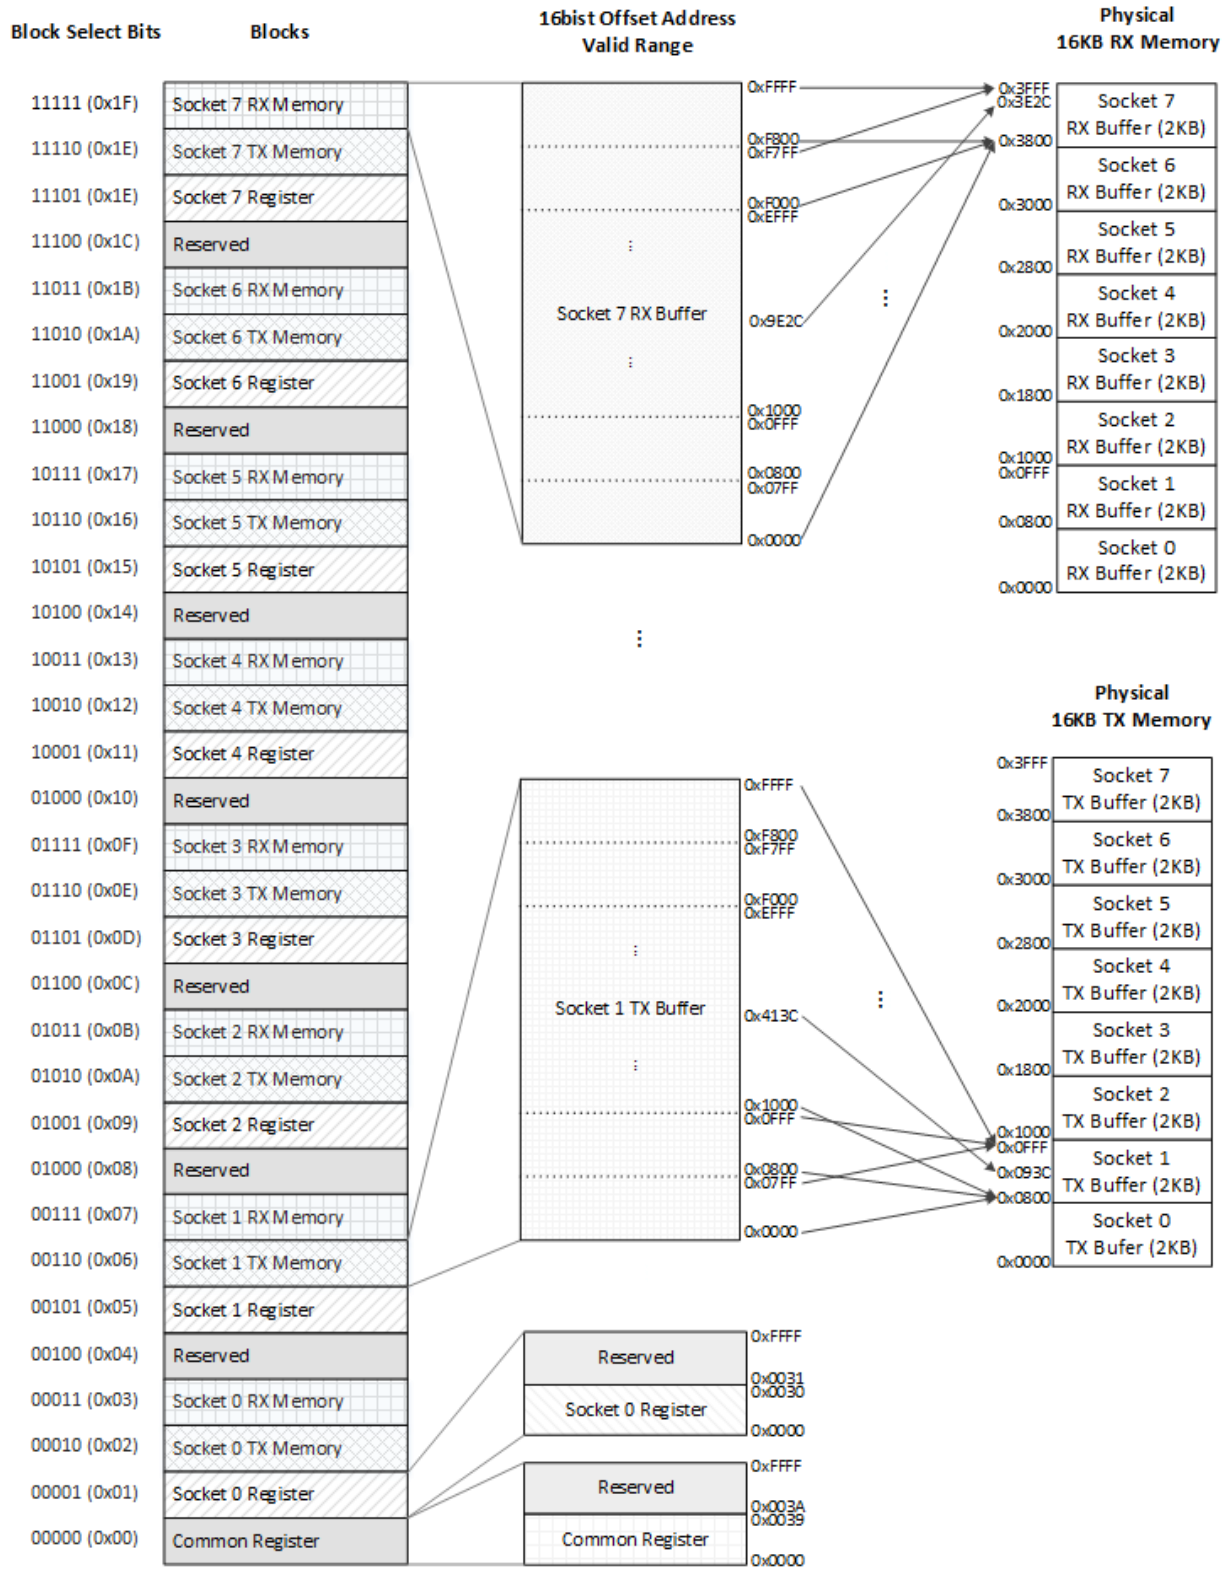 Block Select Bits
Blocks
16bist Offset Address
Valid Range
Physical
16KB RX Memory
11111 (0x1F)
Socket 7 RX Memory
11110 (0x1E)
Socket 7 TX Memory
11101 (0x1E)
Socket 7 Register
11100 (0x1C)
Reserved
11011 (0x1B)
Socket 6 RX Memory
11010 (0x1A)
Socket 6 TX Memory
11001 (0x19)
Socket 6 Register
11000 (0x18)
Reserved
10111 (0x17)
Socket 5 RX Memory
10110 (0x16)
Socket 5 TX Memory
10101 (0x15)
Socket 5 Register
10100 (0x14)
Reserved
10011 (0x13)
Socket 4 RX Memory
10010 (0x12)
Socket 4 TX Memory
10001 (0x11)
Socket 4 Register
01000 (0x10)
Reserved
01111 (0x0F)
Socket 3 RX Memory
01110 (0x0E)
Socket 3 TX Memory
01101 (0x0D)
Socket 3 Register
01100 (0x0C)
Reserved
01011 (0x0B)
Socket 2 RX Memory
01010 (0x0A)
Socket 2 TX Memory
01001 (0x09)
Socket 2 Register
01000 (0x08)
Reserved
00111 (0x07)
Socket 1 RX Memory
00110 (0x06)
Socket 1 TX Memory
00101 (0x05)
Socket 1 Register
00100 (0x04)
Reserved
00011 (0x03)
Socket 0 RX Memory
00010 (0x02)
Socket 0 TX Memory
00001 (0x01)
Socket 0 Register
00000 (0x00)
Common Register
0xFFFF
0xF800
0xF7FF
0xF000
0xEFFF
Socket 7 RX Buffer
0x9E2C
0x1000
0x0FFF
0x0800
0x07FF
0x0000
0x3FFF
0x3E2C
Socket 7
RX Buffer (2KB)
0x3800
Socket 6
RX Buffer (2KB)
0x3000
Socket 5
RX Buffer (2KB)
0x2800
Socket 4
RX Buffer (2KB)
0x2000
Socket 3
RX Buffer (2KB)
0x1800
Socket 2
RX Buffer (2KB)
0x1000
0x0FFF
Socket 1
RX Buffer (2KB)
0x0800
Socket 0
RX Buffer (2KB)
0x0000
Physical
16KB TX Memory
0xFFFF
0xF800
0xF7FF
0xF000
0xEFFF
Socket 1 TX Buffer
0x413C
0x1000
0x0FFF
0x0800
0x07FF
0x0000
0x3FFF
Socket 7
TX Buffer (2KB)
0x3800
Socket 6
TX Buffer (2KB)
0x3000
Socket 5
TX Buffer (2KB)
0x2800
Socket 4
TX Buffer (2KB)
0x2000
Socket 3
TX Buffer (2KB)
0x1800
Socket 2
TX Buffer (2KB)
0x1000
0x0FFF
Socket 1
TX Buffer (2KB)
0x093C
0x0800
Socket 0
TX Bufer (2KB)
0x0000
0xFFFF
Reserved
0x0031
0x0030
Socket 0 Register
0x0000
0xFFFF
Reserved
0x003A
0x0039
Common Register
0x0000